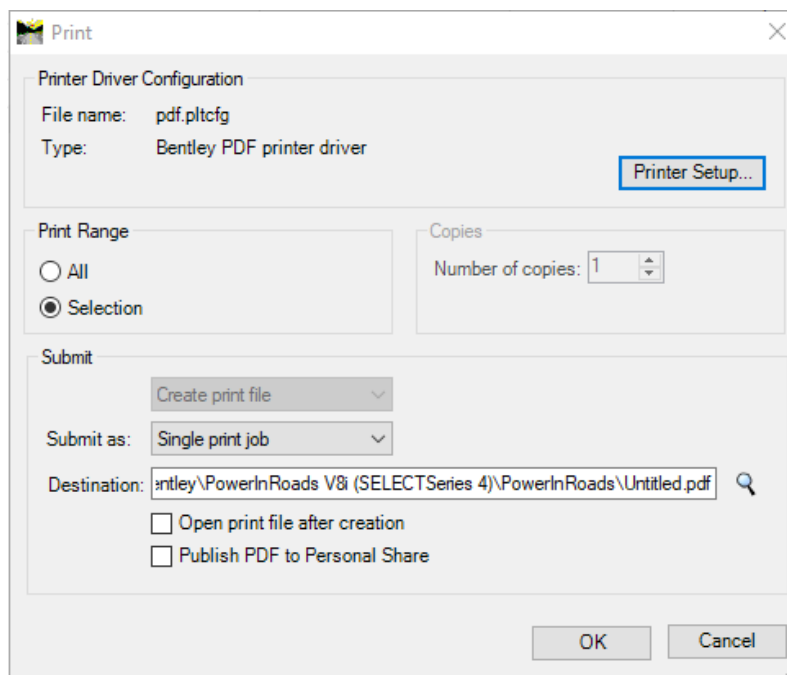 Print
Printer Driver Configuration
File name: pdf.pltcfg
Type: Bentley PDF printer driver
Printer Setup...
Print Range
All
Selection
Copies
Number of copies: 1
Submit
Create print file
Submit as: Single print job
Destination: entley\PowerInRoads V8i (SELECTSeries 4)\PowerInRoads\Untitled.pdf
Open print file after creation
Publish PDF to Personal Share
OK Cancel